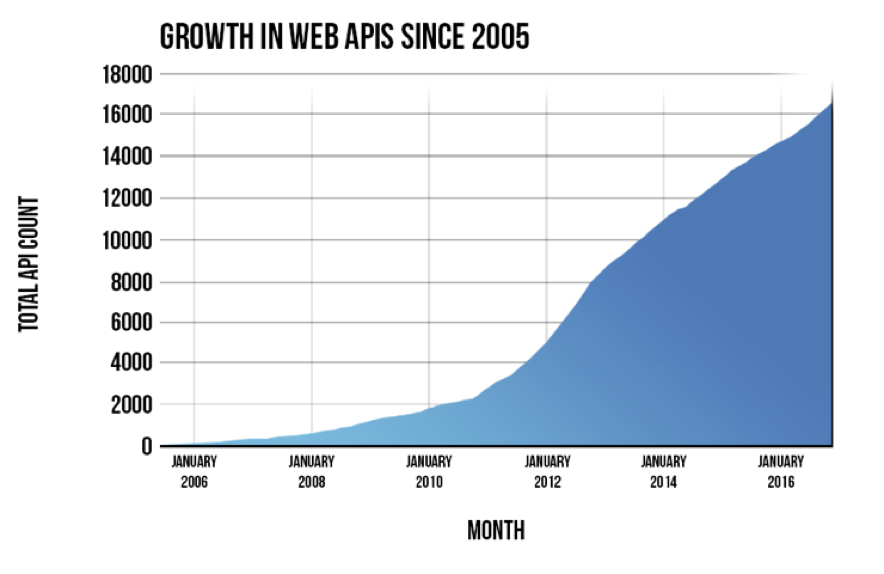 GROWTH IN WEB APIS SINCE 2005
18000
16000
14000
12000
10000
8000
6000
4000
2000
0
TOTAL API COUNT
JANUARY 2006
JANUARY 2008
JANUARY 2010
JANUARY 2012
JANUARY 2014
JANUARY 2016
MONTH